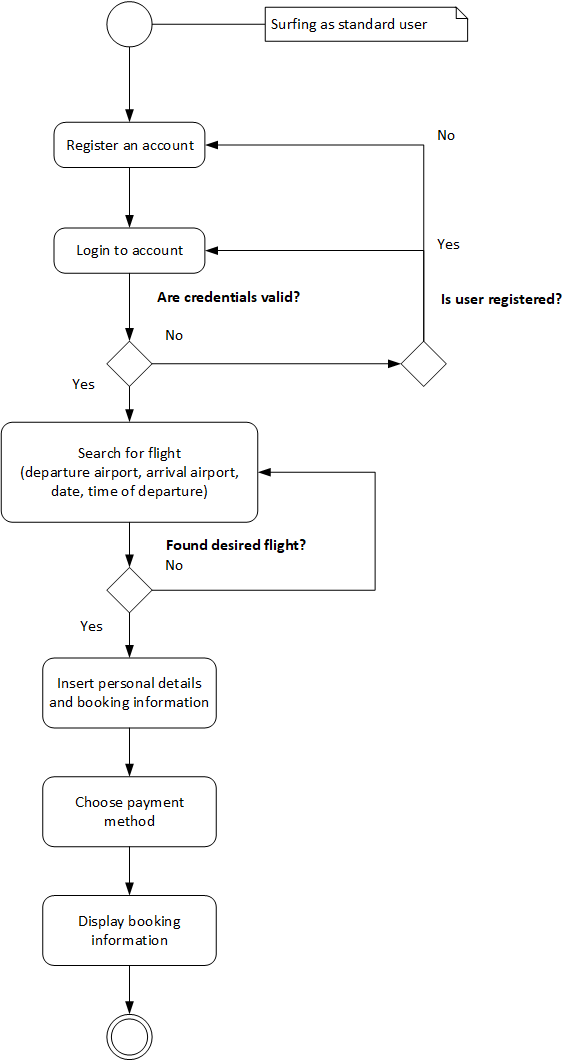 Surfing as standard user
No
Register an account
Yes
Login to account
Are credentials valid?
Is user registered?
No
Yes
Search for flight
(departure airport, arrival airport,
date, time of departure)
Found desired flight?
No
Yes
Insert personal details
and booking information
Choose payment
method
Display booking
information